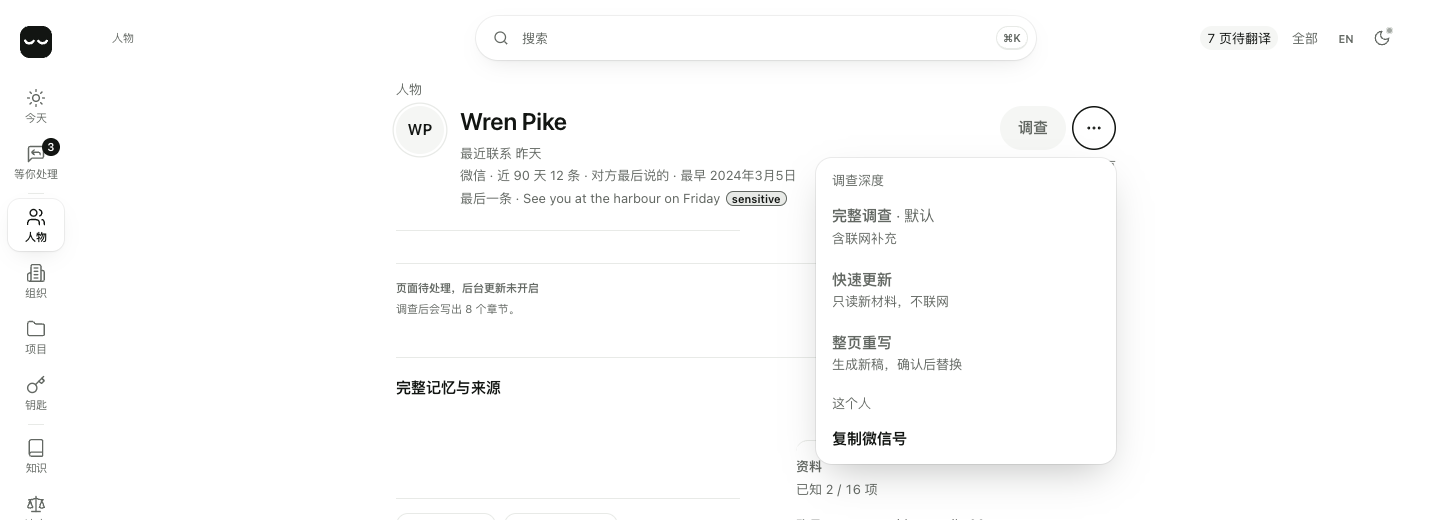 人物
搜索
⌘K
7 页待翻译
全部
EN
今天
3
等你处理
人物
组织
项目
钥匙
知识
人物
WP
Wren Pike
调查
最近联系 昨天
微信 · 近 90 天 12 条 · 对方最后说的 · 最早 2024年3月5日
最后一条 · See you at the harbour on Friday sensitive
页面待处理，后台更新未开启
调查后会写出 8 个章节。
完整记忆与来源
调查深度
完整调查 · 默认
含联网补充
快速更新
只读新材料，不联网
整页重写
生成新稿，确认后替换
这个人
复制微信号
资料
已知 2 / 16 项